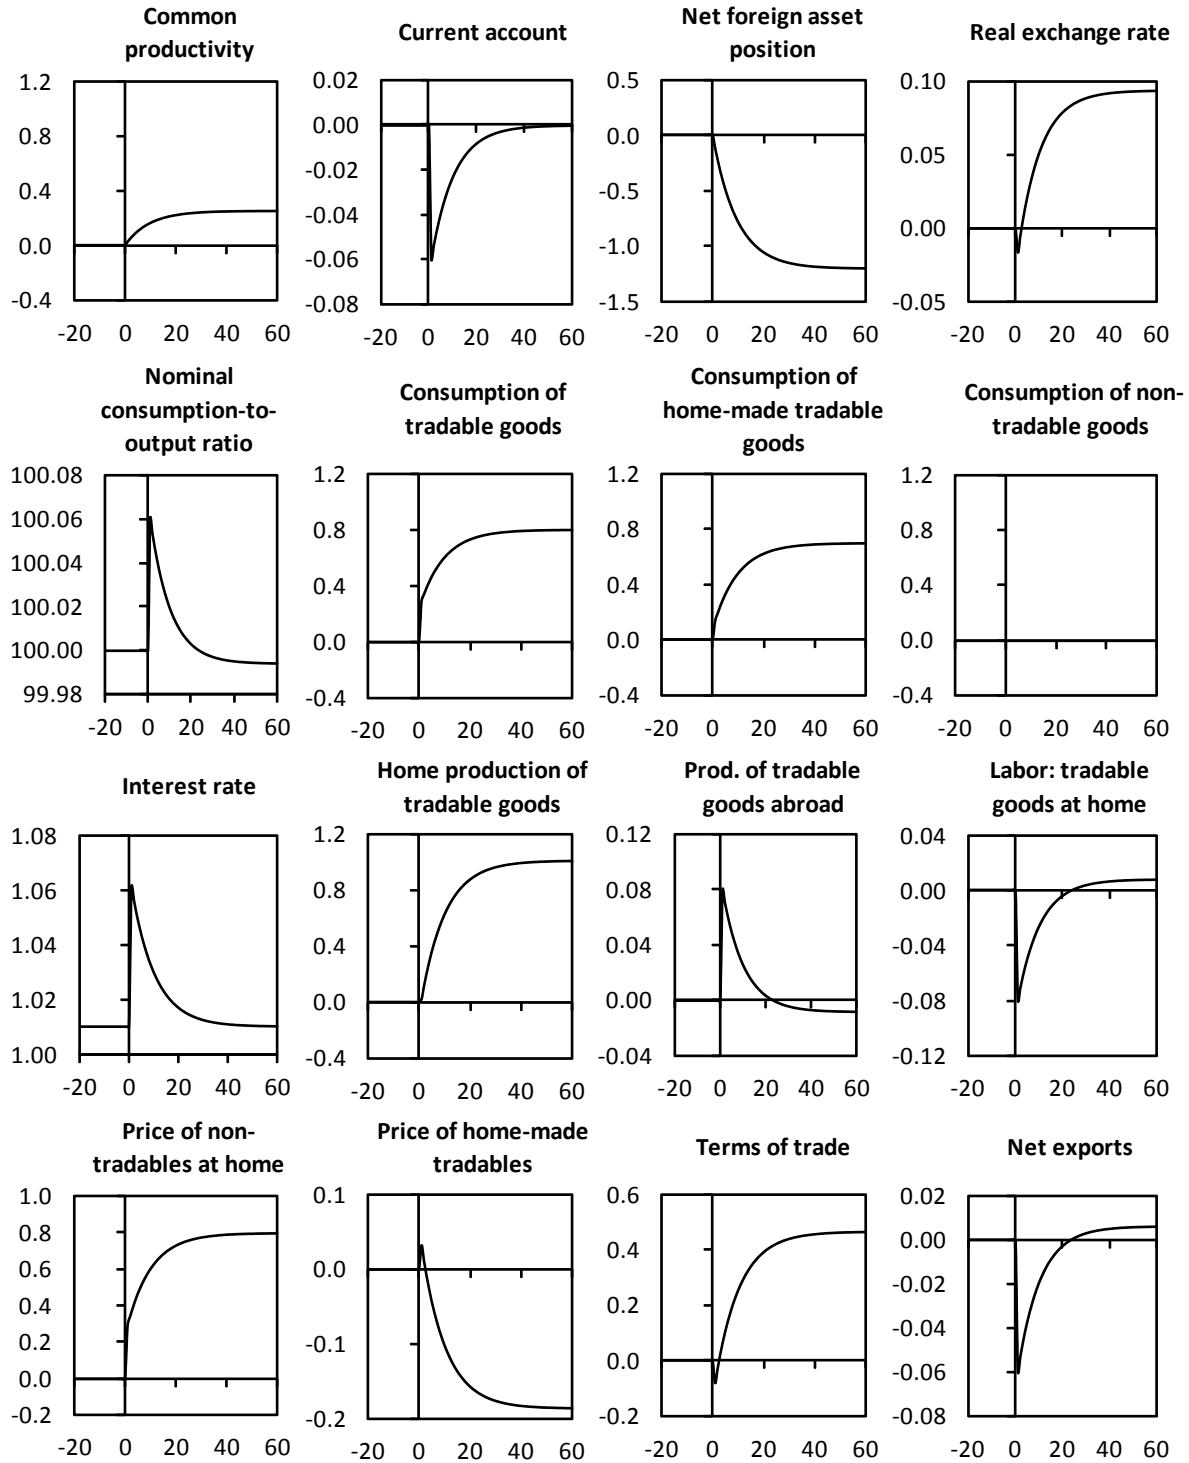 Common
productivity
Current account
Net foreign asset
position
Real exchange rate
1.2
0.8
0.4
0.0
-0.4
-20 0 20 40 60
0.02
0.00
-0.02
-0.04
-0.06
-0.08
-20 0 20 40 60
0.5
0.0
-0.5
-1.0
-1.5
-20 0 20 40 60
0.10
0.05
0.00
-0.05
-20 0 20 40 60
Nominal
consumption-to-
output ratio
Consumption of
tradable goods
Consumption of
home-made tradable
goods
Consumption of non-
tradable goods
100.08
100.06
100.04
100.02
100.00
99.98
-20 0 20 40 60
1.2
0.8
0.4
0.0
-0.4
-20 0 20 40 60
1.2
0.8
0.4
0.0
-0.4
-20 0 20 40 60
1.2
0.8
0.4
0.0
-0.4
-20 0 20 40 60
Interest rate
Home production of
tradable goods
Prod. of tradable
goods abroad
Labor: tradable
goods at home
1.08
1.06
1.04
1.02
1.00
-20 0 20 40 60
1.2
0.8
0.4
0.0
-0.4
-20 0 20 40 60
0.12
0.08
0.04
0.00
-0.04
-20 0 20 40 60
0.04
0.00
-0.04
-0.08
-0.12
-20 0 20 40 60
Price of non-
tradables at home
Price of home-made
tradables
Terms of trade
Net exports
1.0
0.8
0.6
0.4
0.2
0.0
-0.2
-20 0 20 40 60
0.1
0.0
-0.1
-0.2
-20 0 20 40 60
0.6
0.4
0.2
0.0
-0.2
-20 0 20 40 60
0.02
0.00
-0.02
-0.04
-0.06
-0.08
-20 0 20 40 60